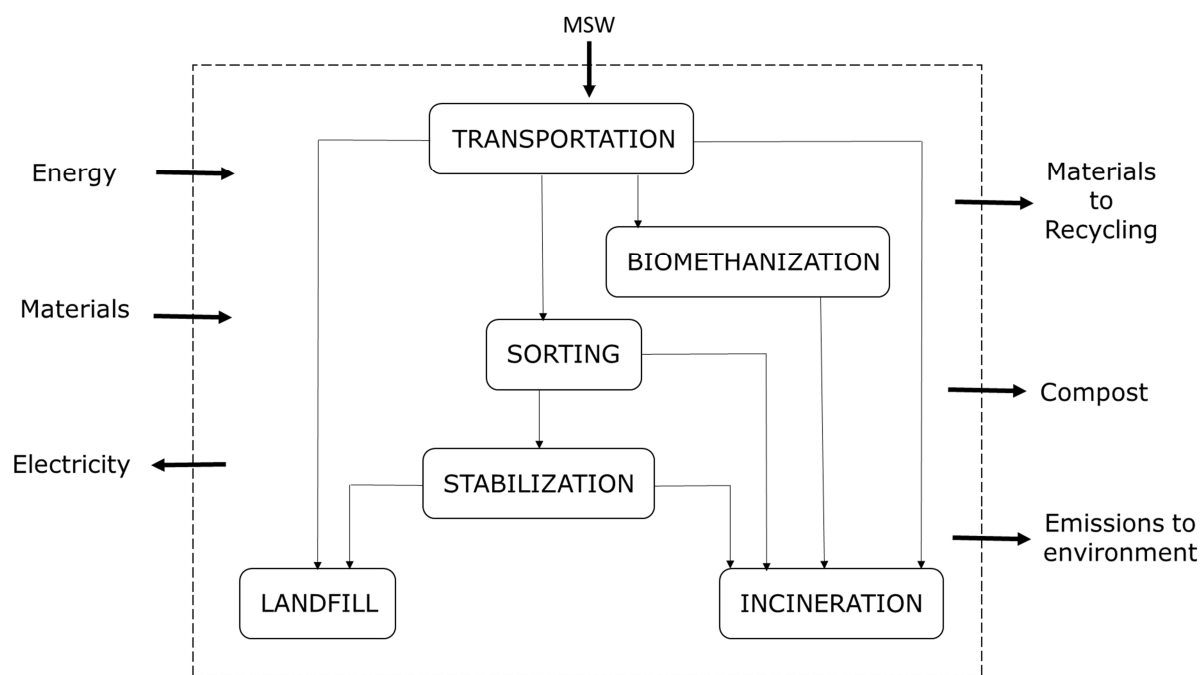 MSW
TRANSPORTATION
Energy
Materials
to
Recycling
BIOMETHANIZATION
Materials
SORTING
Compost
Electricity
STABILIZATION
Emissions to
environment
LANDFILL
INCINERATION